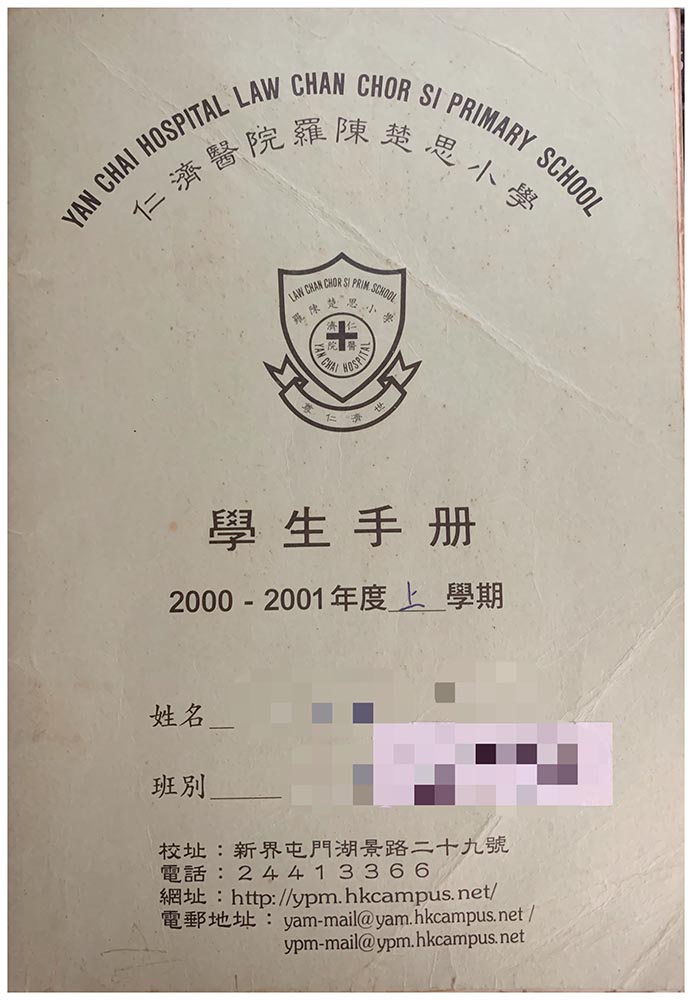 YAN CHAI HOSPITAL LAW CHAN CHOR SI PRIMARY SCHOOL
仁濟醫院羅陳楚思小學
LAW CHAN CHOR SI PRIM. SCHOOL
羅陳楚思小學
濟仁
院醫
YAN CHAI HOSPITAL
尊仁濟世
學生手册
2000 - 2001年度上學期
姓名
班別
校址：新界屯門湖景路二十九號
電話：24413366
網址：http://ypm.hkcampus.net/
電郵地址：yam-mail@yam.hkcampus.net /
ypm-mail@ypm.hkcampus.net